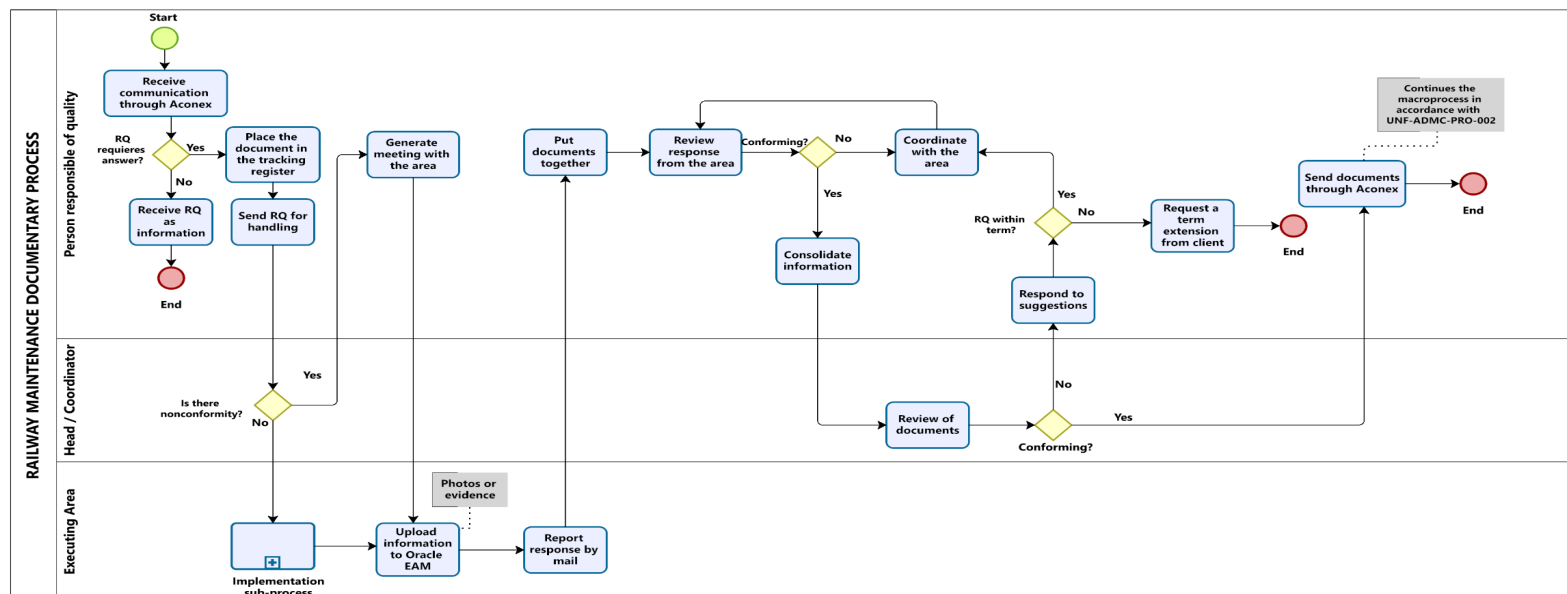 RAILWAY MAINTENANCE DOCUMENTARY PROCESS
Person responsible of quality
Start
Receive
communication
through Aconex
RQ
requieres
answer?
Yes
No
Place the
document in
the tracking
register
Receive RQ
as
information
End
Send RQ for
handling
Generate
meeting with
the area
Put
documents
together
Review
response
from the area
Conforming?
No
Yes
Coordinate
with the
area
Consolidate
information
RQ within
term?
Yes
No
Respond to
suggestions
Request a
term
extension
from client
End
Continues the
macroprocess in
accordance with
UNF-ADMC-PRO-002
Send documents
through Aconex
End
Head / Coordinator
Is there
nonconformity?
Yes
No
Review of
documents
No
Yes
Conforming?
Executing Area
Implementation
sub-process
Photos or
evidence
Upload
information
to Oracle
EAM
Report
response by
mail